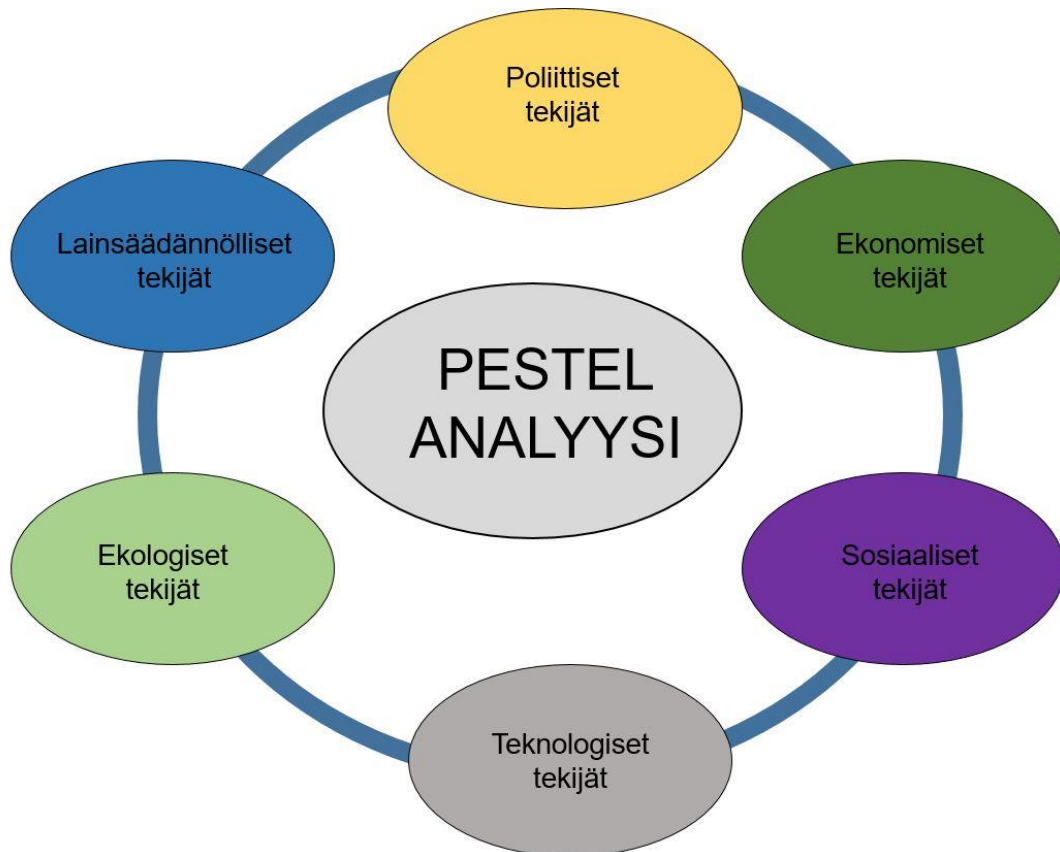 Poliittiset
tekijät
Ekonomiset
tekijät
Sosiaaliset
tekijät
Teknologiset
tekijät
Ekologiset
tekijät
Lainsäädännölliset
tekijät
PESTEL
ANALYYSI